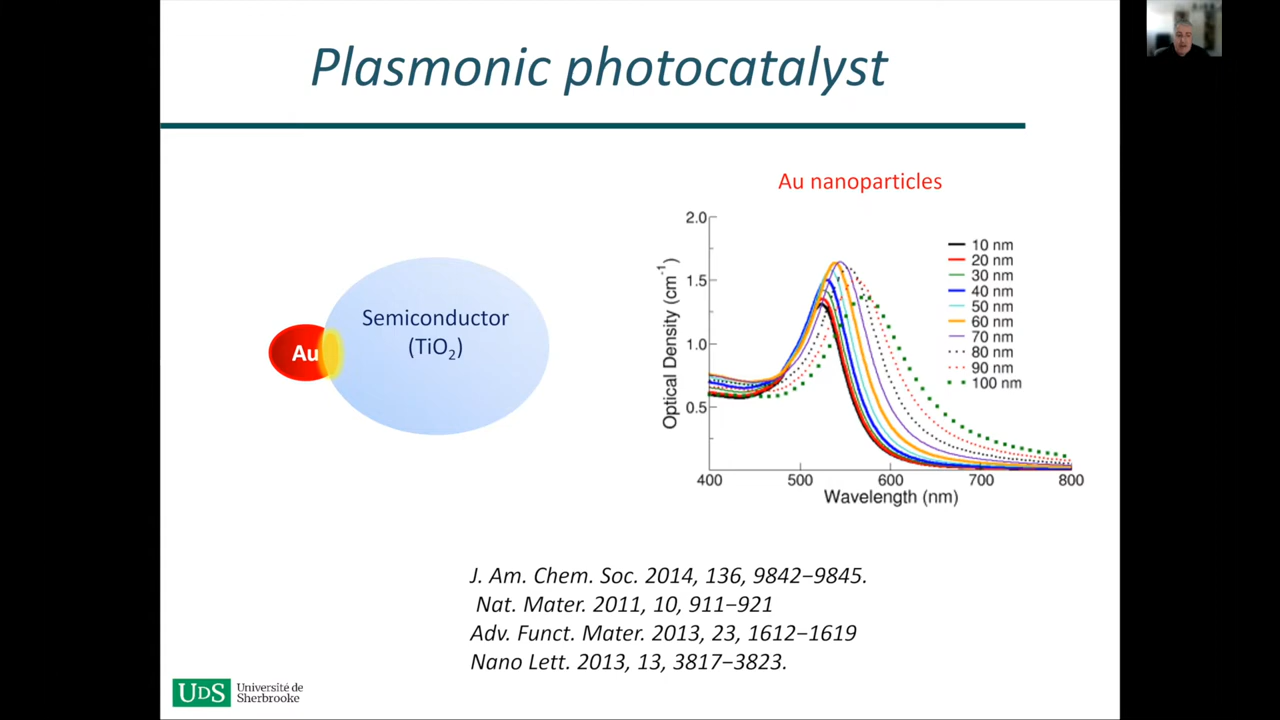 Plasmonic photocatalyst
Au nanoparticles
Semiconductor
(TiO₂)
Au
2.0
1.5
1.0
0.5
Optical Density (cm⁻¹)
400 500 600 700 800
Wavelength (nm)
10 nm
20 nm
30 nm
40 nm
50 nm
60 nm
70 nm
80 nm
90 nm
100 nm
J. Am. Chem. Soc. 2014, 136, 9842−9845.
Nat. Mater. 2011, 10, 911−921
Adv. Funct. Mater. 2013, 23, 1612−1619
Nano Lett. 2013, 13, 3817−3823.
UDS Université de
Sherbrooke